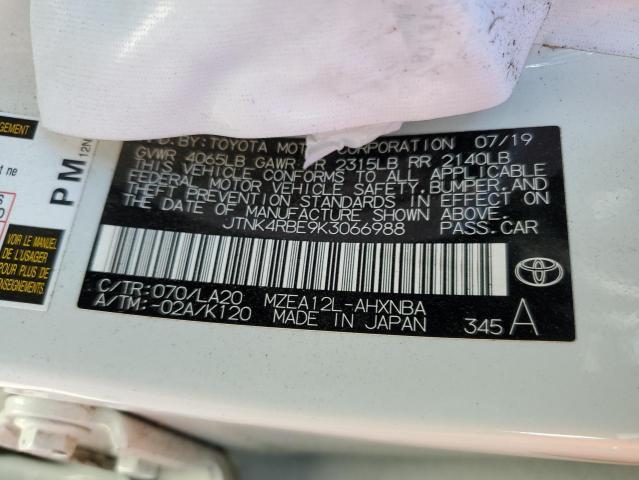 MOTOR CORPORATION 07/19
BY: TOYOTA
GVWR 4065LB GAWR FR 2315LB RR 2140LB
THIS VEHICLE CONFORMS TO ALL APPLICABLE
FEDERAL MOTOR VEHICLE SAFETY, BUMPER, AND
THEFT PREVENTION STANDARDS IN EFFECT ON
THE DATE OF MANUFACTURE SHOWN ABOVE.
JTNK4RBE9K3066988 PASS.CAR
C/TR: 070/LA20 MZEA12L-AHXNBA
A/TM: -02A/K120 MADE IN JAPAN 345 A
PM
12N
VOIR LE MANUEL
POUR PLUS DE
RENSEIGNEMENTS